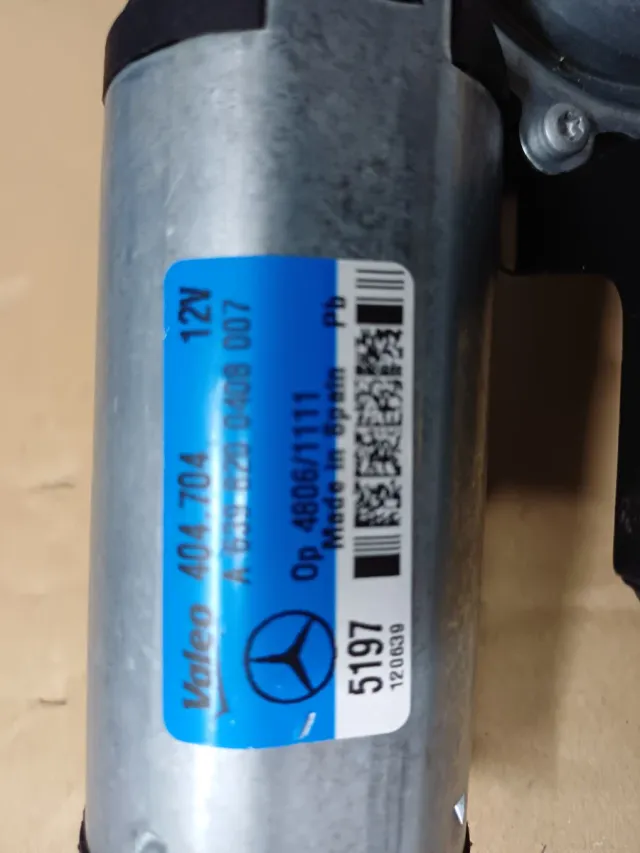 Valeo 404 704 12V
A 639 820 0408 007
Op 4806/1111
Made in Spain Pb
5197
120639